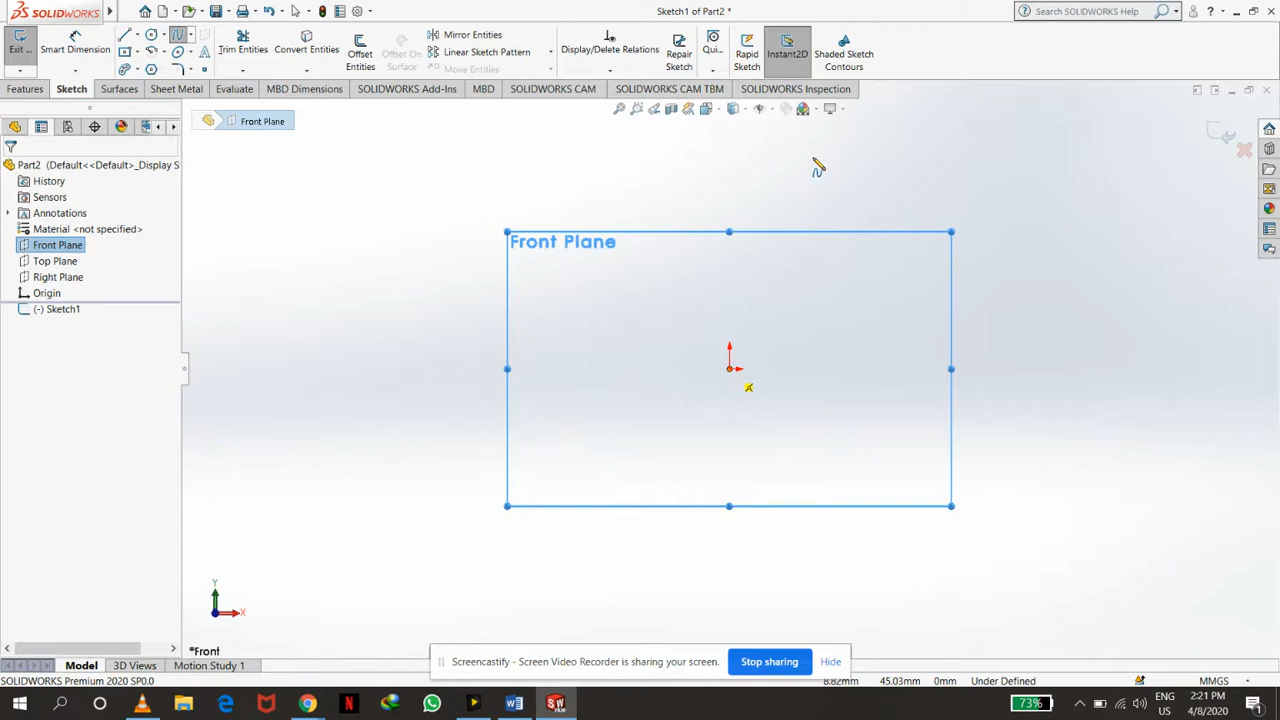 SOLIDWORKS
Sketch1 of Part2 *
Search SOLIDWORKS Help
Exit ...
Smart Dimension
Trim Entities
Convert Entities
Offset Entities
Offset On Surface
Mirror Entities
Linear Sketch Pattern
Move Entities
Display/Delete Relations
Repair Sketch
Qui...
Rapid Sketch
Instant2D
Shaded Sketch Contours
Features
Sketch
Surfaces
Sheet Metal
Evaluate
MBD Dimensions
SOLIDWORKS Add-Ins
MBD
SOLIDWORKS CAM
SOLIDWORKS CAM TBM
SOLIDWORKS Inspection
Front Plane
Part2 (Default<<Default>_Display S
History
Sensors
Annotations
Material <not specified>
Front Plane
Top Plane
Right Plane
Origin
(-) Sketch1
Front Plane
Y
X
*Front
Screencastify - Screen Video Recorder is sharing your screen.
Stop sharing
Hide
Model
3D Views
Motion Study 1
SOLIDWORKS Premium 2020 SP0.0
8.82mm
45.03mm
0mm
Under Defined
MMGS
73%
ENG
US
2:21 PM
4/8/2020